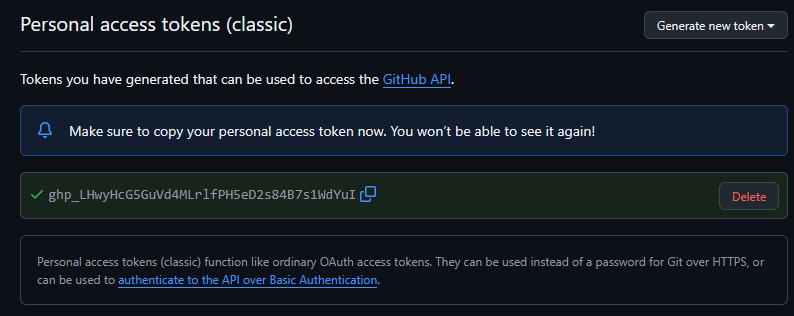 Personal access tokens (classic)
Generate new token
Tokens you have generated that can be used to access the GitHub API.
Make sure to copy your personal access token now. You won't be able to see it again!
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
Delete
Personal access tokens (classic) function like ordinary OAuth access tokens. They can be used instead of a password for Git over HTTPS, or
can be used to authenticate to the API over Basic Authentication.